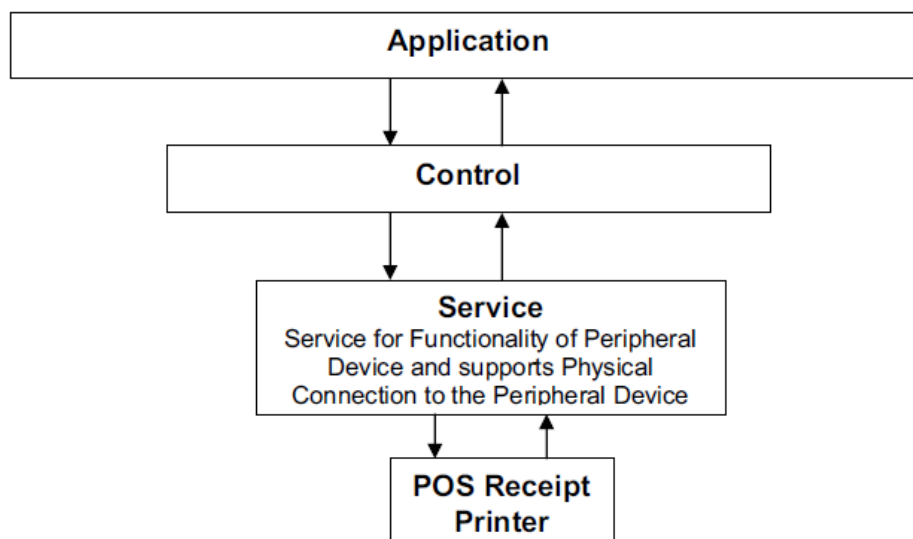 Application
Control
Service
Service for Functionality of Peripheral
Device and supports Physical
Connection to the Peripheral Device
POS Receipt
Printer